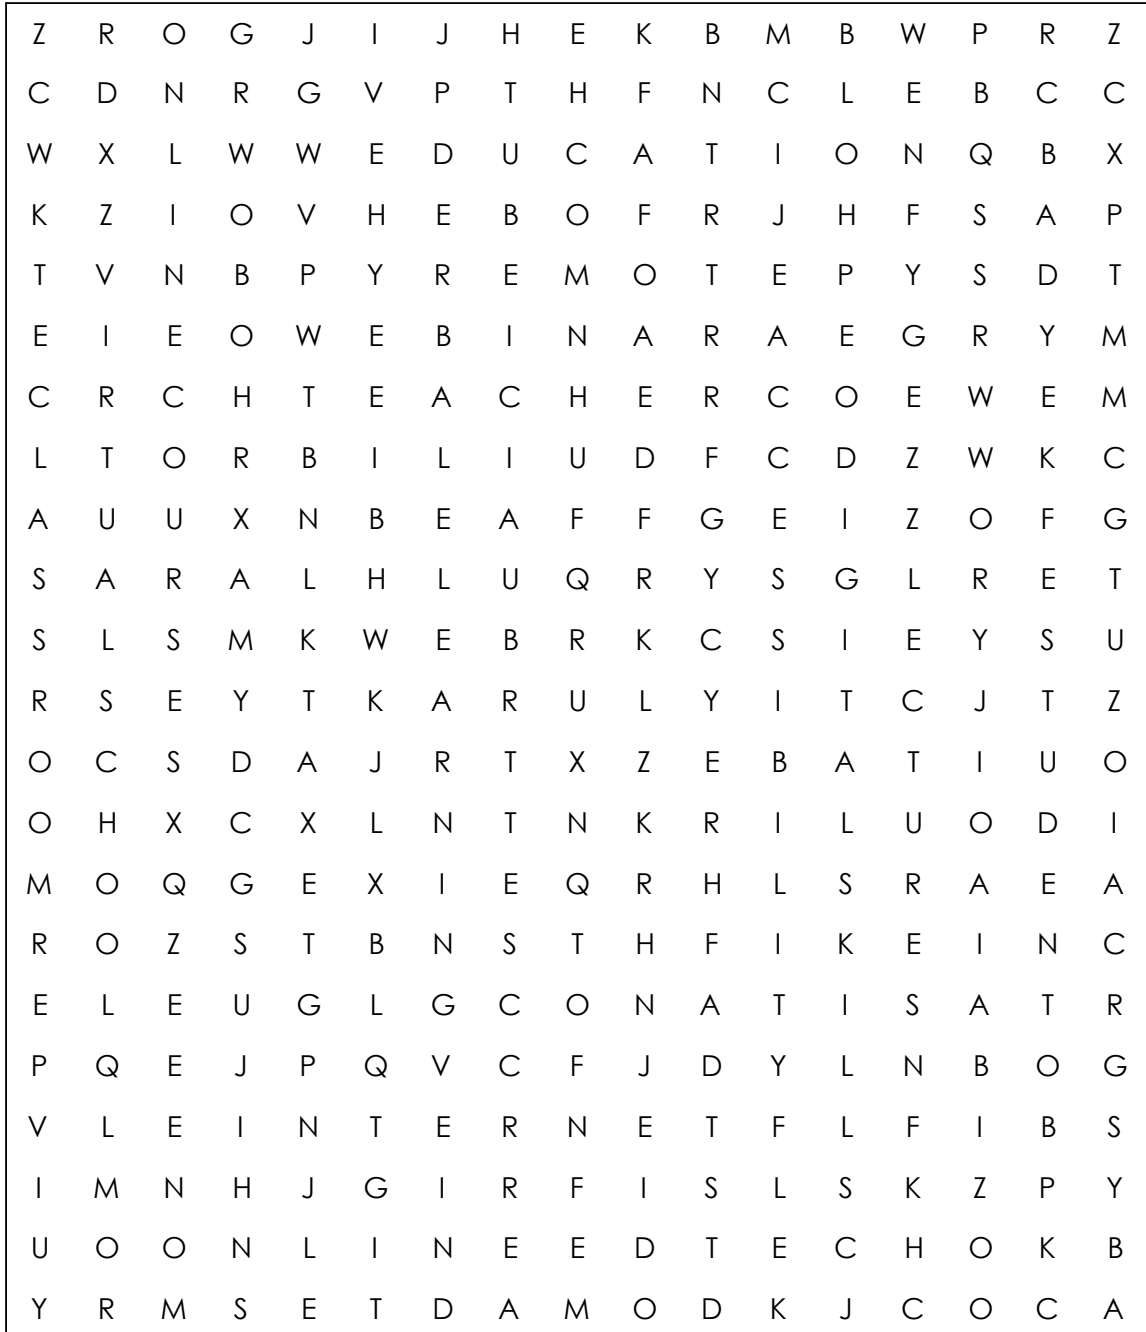 Z R O G J I J H E K B M B W P R Z
C D N R G V P T H F N C L E B C C
W X L W W E D U C A T I O N Q B X
K Z I O V H E B O F R J H F S A P
T V N B P Y R E M O T E P Y S D T
E I E O W E B I N A R A E G R Y M
C R C H T E A C H E R C O E W E M
L T O R B I L I U D F C D Z W K C
A U U X N B E A F F G E I Z O F G
S A R A L H L U Q R Y S G L R E T
S L S M K W E B R K C S I E Y S U
R S E Y T K A R U L Y I T C J T Z
O C S D A J R T X Z E B A T I U O
O H X C X L N T N K R I L U O D I
M O Q G E X I E Q R H L S R A E A
R O Z S T B N S T H F I K E I N C
E L E U G L G C O N A T I S A T R
P Q E J P Q V C F J D Y L N B O G
V L E I N T E R N E T F L F I B S
I M N H J G I R F I S L S K Z P Y
U O O N L I N E E D T E C H O K B
Y R M S E T D A M O D K J C O C A